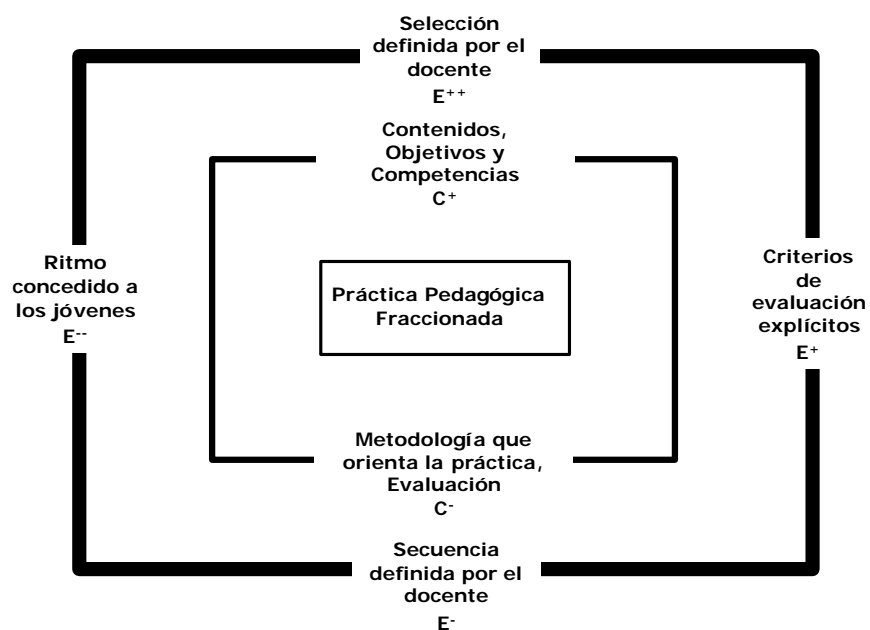 Selección
definida por el
docente
E⁺⁺
Contenidos,
Objetivos y
Competencias
C⁺
Ritmo
concedido a
los jóvenes
E⁻⁻
Práctica Pedagógica
Fraccionada
Criterios
de
evaluación
explícitos
E⁺
Metodología que
orienta la práctica,
Evaluación
C⁻
Secuencia
definida por el
docente
E⁻